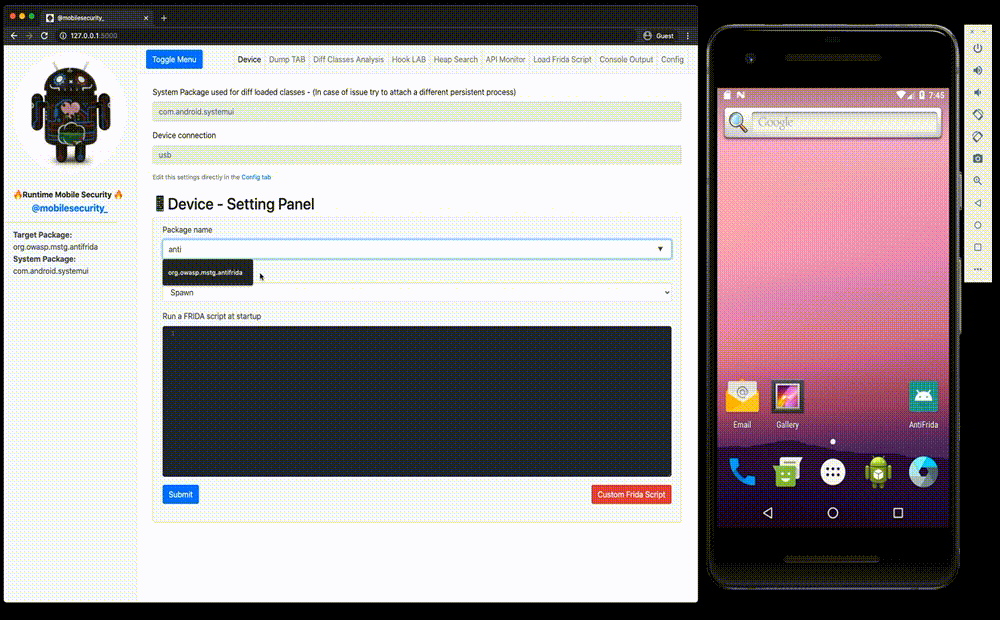 @mobilesecurity_
127.0.0.1:5000
Guest
Toggle Menu
Device Dump TAB Diff Classes Analysis Hook LAB Heap Search API Monitor Load Frida Script Console Output Config
System Package used for diff loaded classes - (In case of issue try to attach a different persistent process)
com.android.systemui
Device connection
usb
Edit this settings directly in the Config tab
🔥Runtime Mobile Security 🔥
@mobilesecurity_
Target Package:
org.owasp.mstg.antifrida
System Package:
com.android.systemui
Device - Setting Panel
Package name
anti
org.owasp.mstg.antifrida
Spawn
Run a FRIDA script at startup
1
Submit
Custom Frida Script
7:45
Google
Email
Gallery
AntiFrida